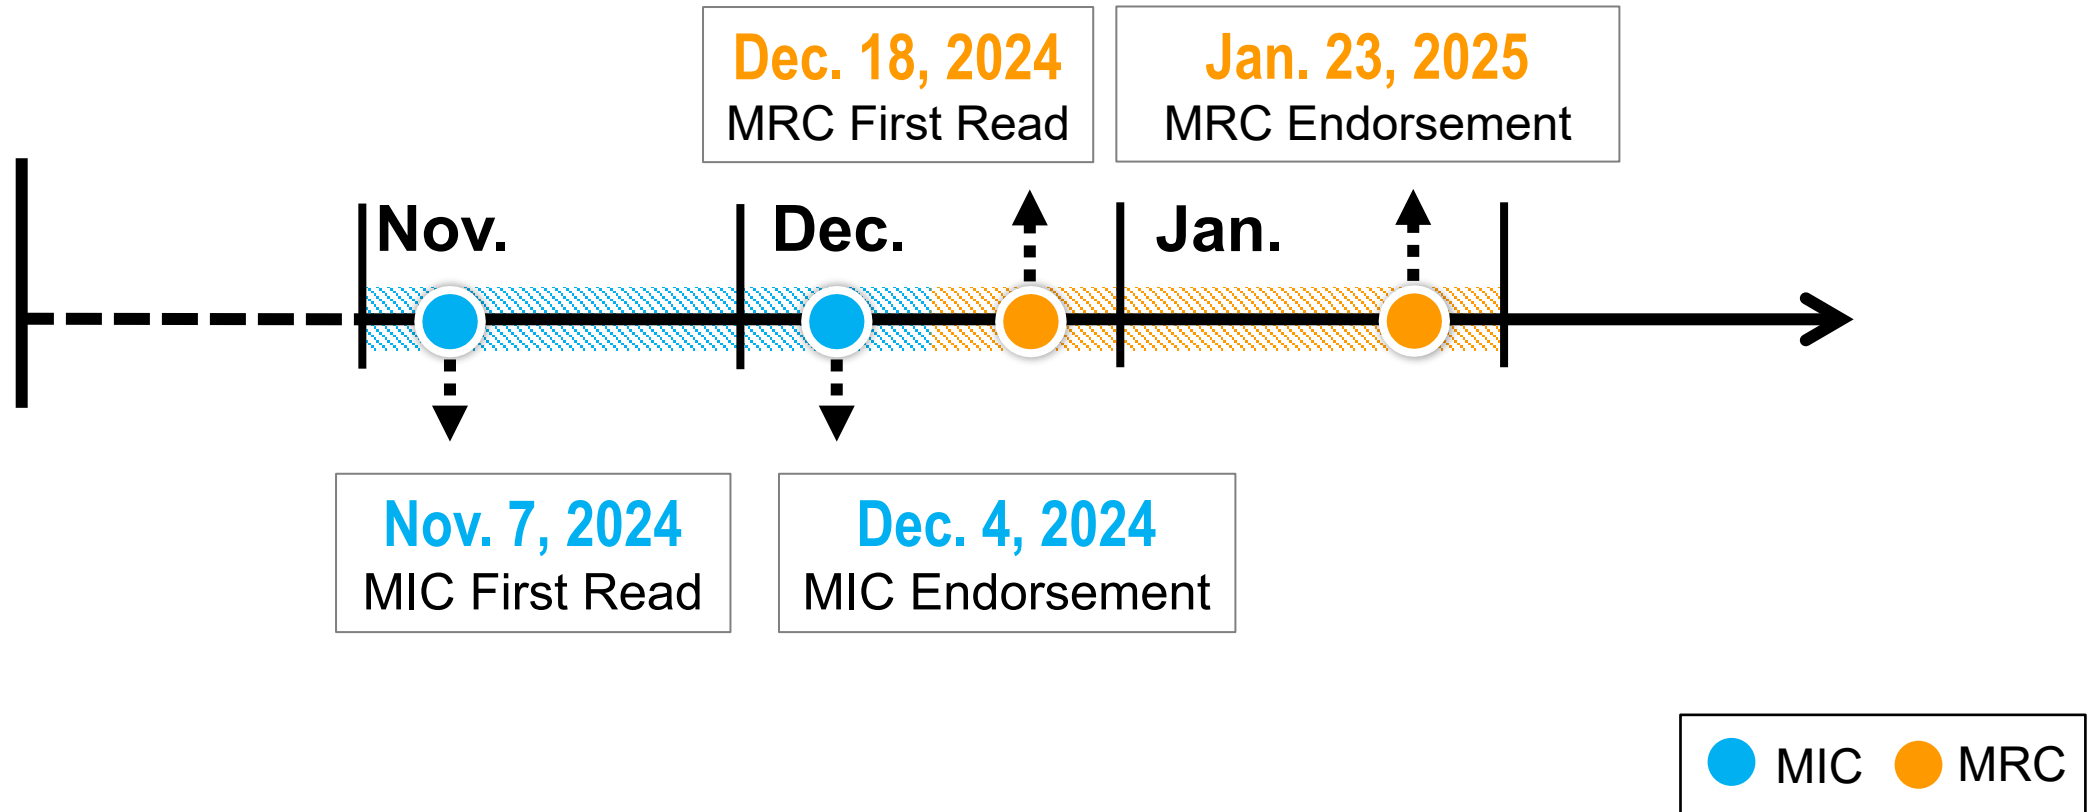 Dec. 18, 2024
MRC First Read
Jan. 23, 2025
MRC Endorsement
Nov.
Dec.
Jan.
Nov. 7, 2024
MIC First Read
Dec. 4, 2024
MIC Endorsement
MIC
MRC